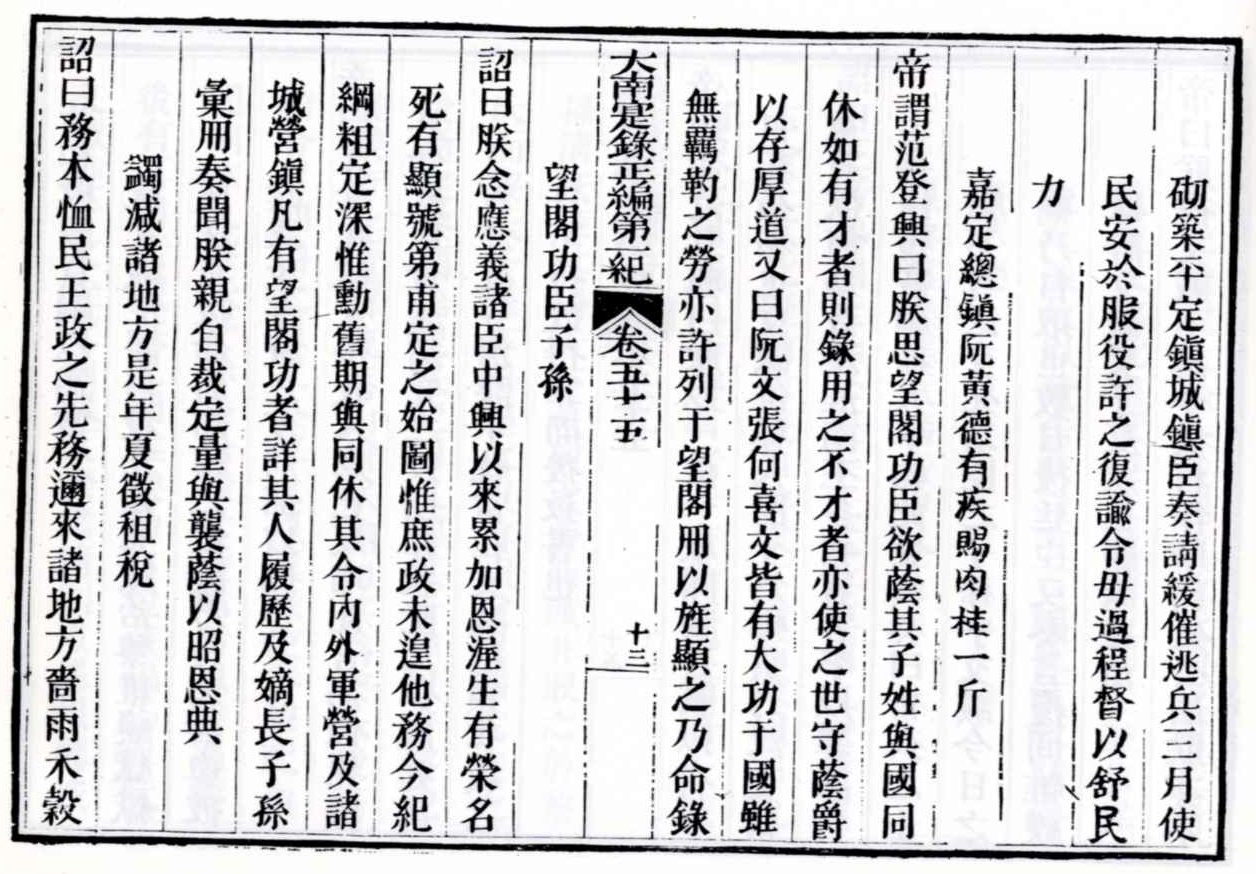 砌築平定鎭城鎭臣奏請緩催逃兵三月使
民安於服役許之復諭令毋過程督以舒民
力
嘉定總鎭阮黃德有疾賜肉桂一斤
帝謂范登興曰朕思望閣功臣欲蔭其子姓與國同
休如有才者則錄用之不才者亦使之世守蔭爵
以存厚道又曰阮文張何喜文皆有大功于國雖
無羈靮之勞亦許列于望閣冊以旌顯之乃命錄
大南寔錄正編第一紀 卷五十五 十三
望閣功臣子孫
詔曰朕念應義諸臣中興以來累加恩渥生有榮名
死有顯號第甫定之始圖惟庶政未遑他務今紀
綱粗定深惟勳舊期與同休其令內外軍營及諸
城營鎭凡有望閣功者詳其人履歷及嫡長子孫
彙冊奏聞朕親自裁定量與襲蔭以昭恩典
蠲減諸地方是年夏徵租稅
詔曰務本恤民王政之先務邇來諸地方嗇雨禾穀